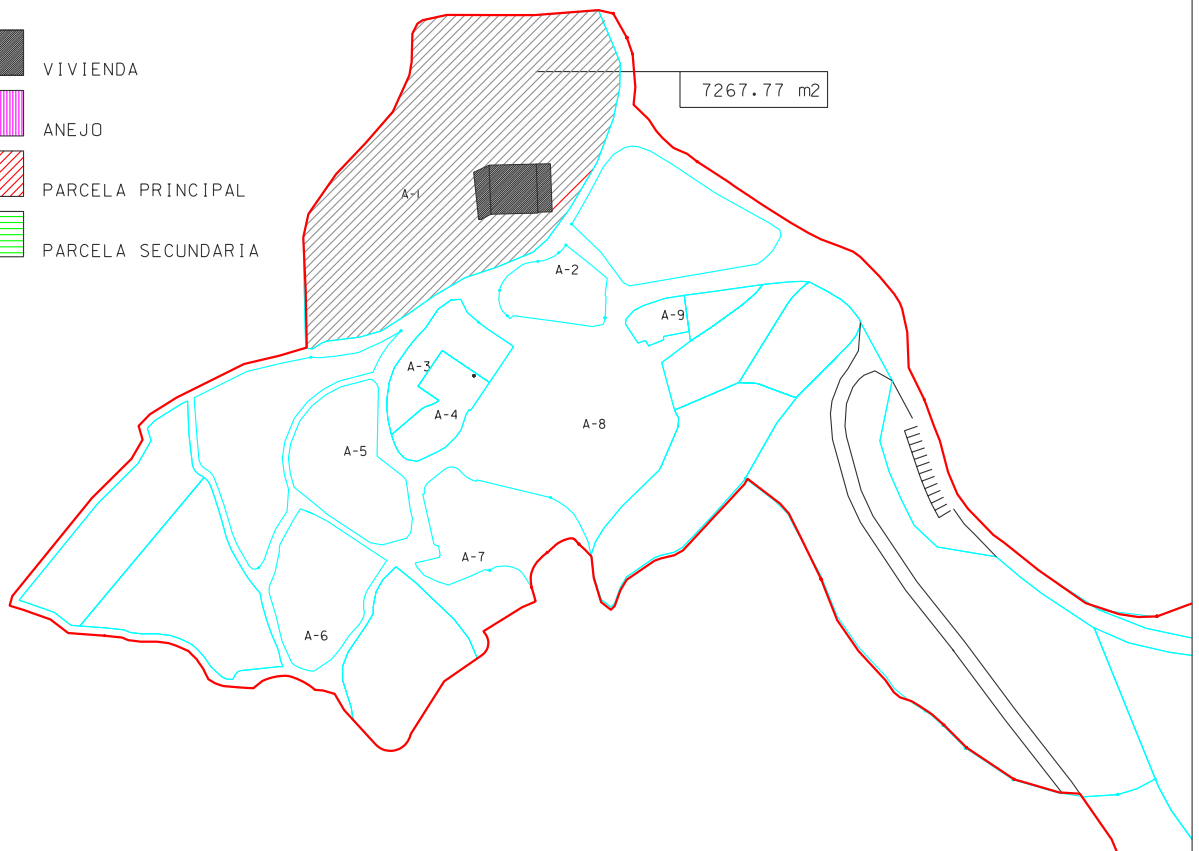 VIVIENDA
7267.77 m2
ANEJO
PARCELA PRINCIPAL
A-1
PARCELA SECUNDARIA
A-2
A-9
A-3
A-4
A-8
A-5
A-7
A-6